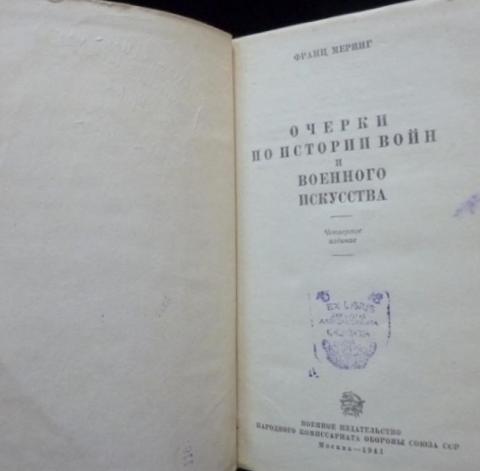 ФРАНЦ МЕРИНГ
ОЧЕРКИ
ПО ИСТОРИИ ВОЙН
И
ВОЕННОГО
ИСКУССТВА
Четвертое
издание
EX LIBRIS
ВОЕННОЕ ИЗДАТЕЛЬСТВО
НАРОДНОГО КОМИССАРИАТА ОБОРОНЫ СОЮЗА ССР
Москва—1941